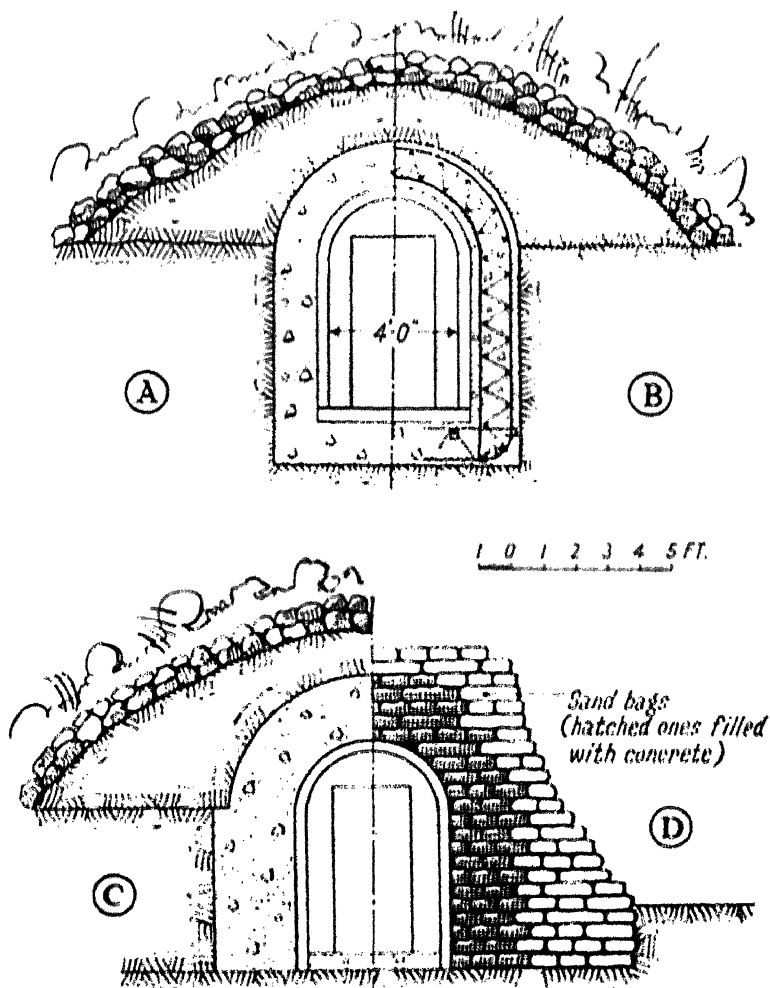 4'·0"
A
B
1 0 1 2 3 4 5 FT.
Sand bags
(hatched ones filled
with concrete)
D
C